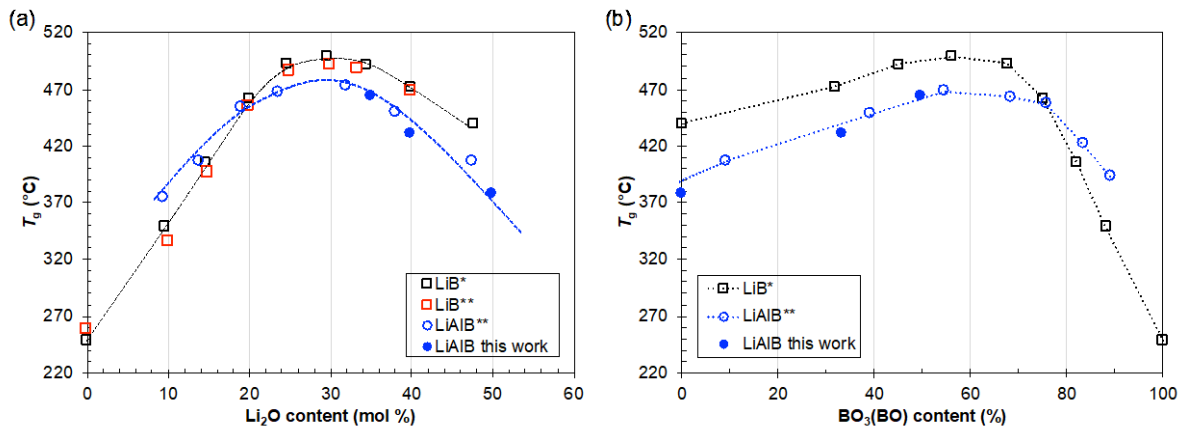 (a)
520
470
420
370
320
270
220
Tg (°C)
0 10 20 30 40 50 60
Li₂O content (mol %)
LiB*
LiB**
LiAlB**
LiAlB this work
(b)
520
470
420
370
320
270
220
Tg (°C)
0 20 40 60 80 100
BO₃(BO) content (%)
LiB*
LiAlB**
LiAlB this work